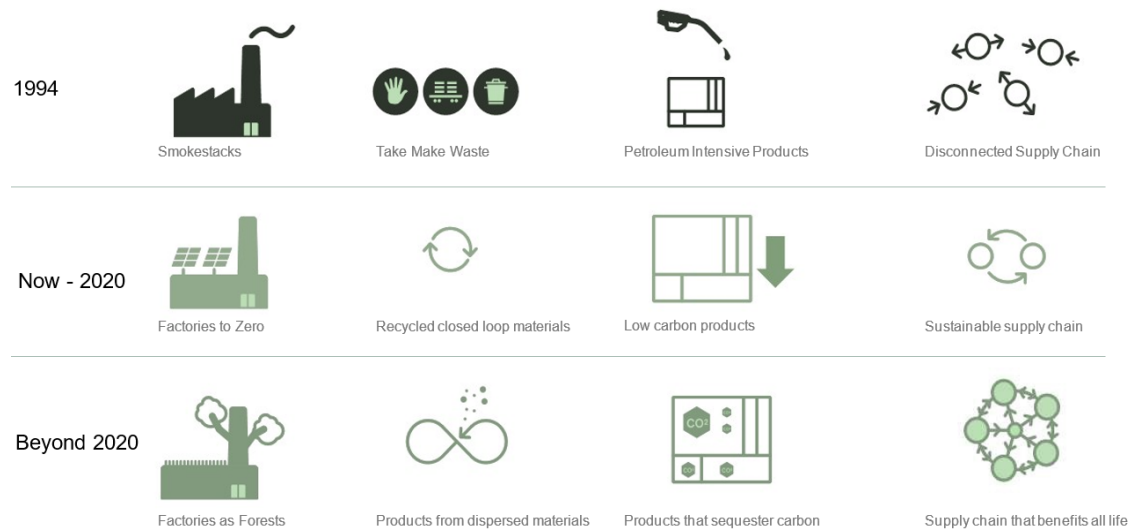 1994
Smokestacks
Take Make Waste
Petroleum Intensive Products
Disconnected Supply Chain
Now - 2020
Factories to Zero
Recycled closed loop materials
Low carbon products
Sustainable supply chain
Beyond 2020
CO²
Factories as Forests
Products from dispersed materials
Products that sequester carbon
Supply chain that benefits all life